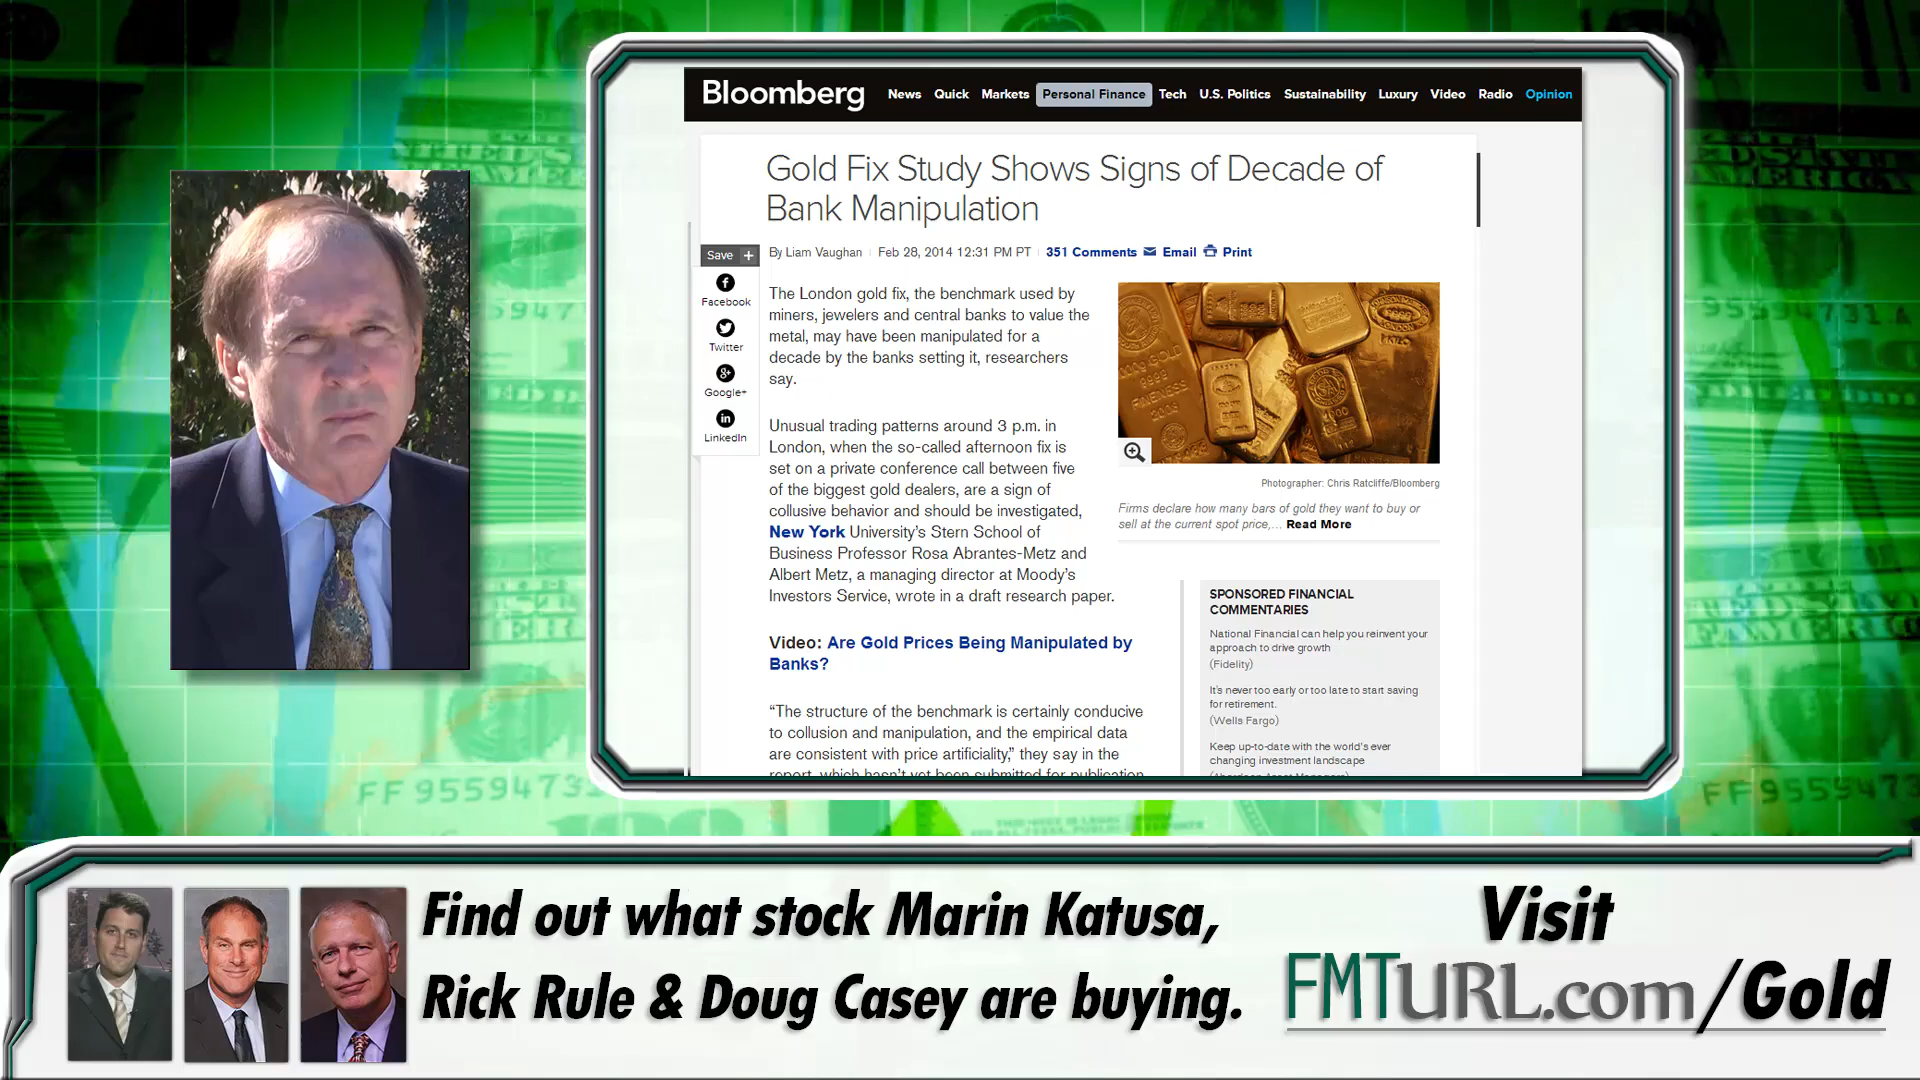 Bloomberg
News Quick Markets Personal Finance Tech U.S. Politics Sustainability Luxury Video Radio Opinion
Gold Fix Study Shows Signs of Decade of
Bank Manipulation
By Liam Vaughan Feb 28, 2014 12:31 PM PT 351 Comments Email Print
Save +
Facebook
Twitter
Google+
LinkedIn
The London gold fix, the benchmark used by
miners, jewelers and central banks to value the
metal, may have been manipulated for a
decade by the banks setting it, researchers
say.
Unusual trading patterns around 3 p.m. in
London, when the so-called afternoon fix is
set on a private conference call between five
of the biggest gold dealers, are a sign of
collusive behavior and should be investigated,
New York University's Stern School of
Business Professor Rosa Abrantes-Metz and
Albert Metz, a managing director at Moody's
Investors Service, wrote in a draft research paper.
Video: Are Gold Prices Being Manipulated by
Banks?
“The structure of the benchmark is certainly conducive
to collusion and manipulation, and the empirical data
are consistent with price artificiality,” they say in the
report, which hasn't yet been submitted for publication
Photographer: Chris Ratcliffe/Bloomberg
Firms declare how many bars of gold they want to buy or
sell at the current spot price,... Read More
SPONSORED FINANCIAL
COMMENTARIES
National Financial can help you reinvent your
approach to drive growth
(Fidelity)
It's never too early or too late to start saving
for retirement.
(Wells Fargo)
Keep up-to-date with the world's ever
changing investment landscape
(Aberdeen Asset Managers)
FF95594731
Find out what stock Marin Katusa,
Rick Rule & Doug Casey are buying.
Visit
FMTURL.com/Gold